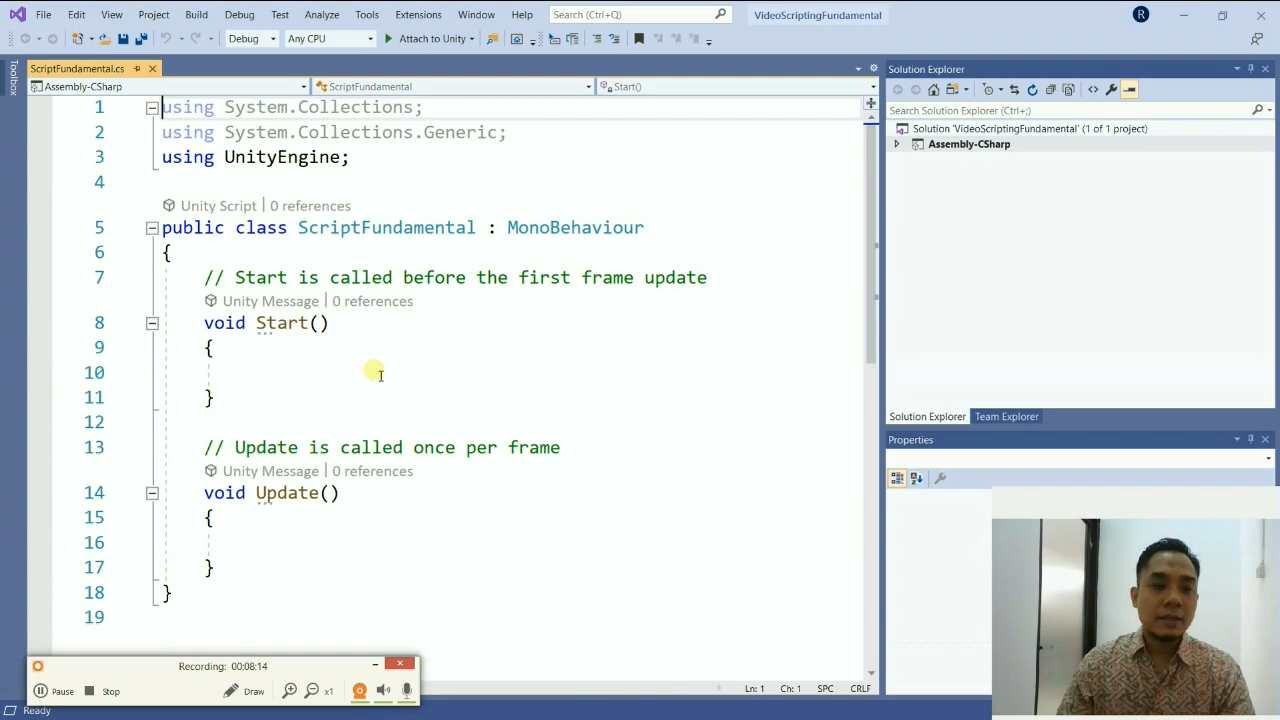 File Edit View Project Build Debug Test Analyze Tools Extensions Window Help Search (Ctrl+Q) VideoScriptingFundamental R
Debug Any CPU Attach to Unity
Toolbox
ScriptFundamental.cs
Assembly-CSharp ScriptFundamental Start()
1 using System.Collections;
2 using System.Collections.Generic;
3 using UnityEngine;
4
Unity Script | 0 references
5 public class ScriptFundamental : MonoBehaviour
6 {
7 // Start is called before the first frame update
Unity Message | 0 references
8 void Start()
9 {
10
11 }
12
13 // Update is called once per frame
Unity Message | 0 references
14 void Update()
15 {
16
17 }
18 }
19
Ln: 1 Ch: 1 SPC CRLF
Solution Explorer
Search Solution Explorer (Ctrl+;)
Solution 'VideoScriptingFundamental' (1 of 1 project)
Assembly-CSharp
Solution Explorer Team Explorer
Properties
Recording: 00:08:14
Pause Stop Draw x1
Ready